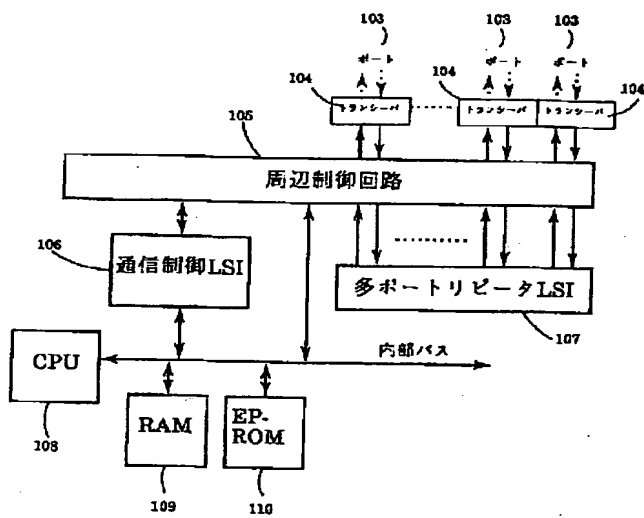 103 103 103
ポート ポート ポート
104 104 104
トランシーバ トランシーバ トランシーバ
105
周辺制御回路
106
通信制御LSI
多ポートリピータLSI
107
内部バス
CPU
108
RAM
109
EP-
ROM
110